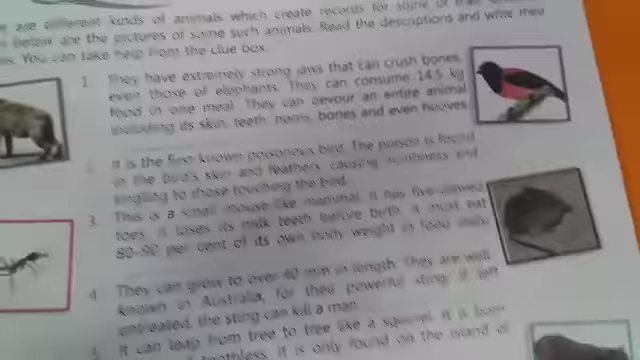 are different kinds of animals which create records for some of their
below are the pictures of some such animals. Read the descriptions and write their
You can take help from the clue box.
1. They have extremely strong jaws that can crush bones,
even those of elephants. They can consume 14.5 kg
food in one meal. They can devour an entire animal
including its skin, teeth, horns, bones and even hooves.
2. It is the first known poisonous bird. The poison is found
in the bird's skin and feathers causing numbness and
tingling to those touching the bird.
3. This is a small mouse-like mammal. It has five-clawed
toes. It loses its milk teeth before birth. It must eat
80-90 per cent of its own body weight in food daily.
4. They can grow to over 40 mm in length. They are well
known in Australia, for their powerful sting. If left
untreated, the sting can kill a man.
5. It can leap from tree to tree like a squirrel. It is born
toothless. It is only found on the island of